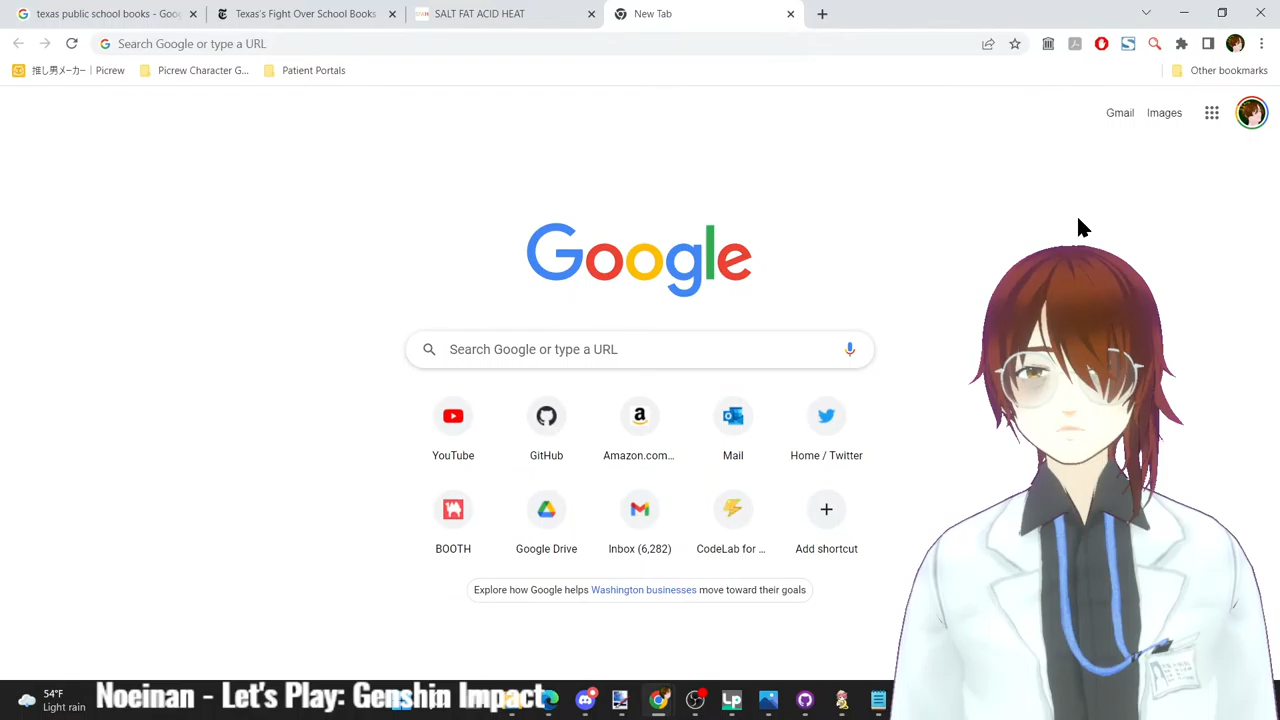 texas public school books - Goog
Texas's Fight Over School Books
SALT FAT ACID HEAT
New Tab
Search Google or type a URL
推し男メーカー｜Picrew
Picrew Character G...
Patient Portals
Other bookmarks
Gmail
Images
Google
Search Google or type a URL
YouTube
GitHub
Amazon.com...
Mail
Home / Twitter
BOOTH
Google Drive
Inbox (6,282)
CodeLab for ...
Add shortcut
Explore how Google helps Washington businesses move toward their goals
54°F
Light rain
Noeinan - Let's Play: Genshin Impact
Lp